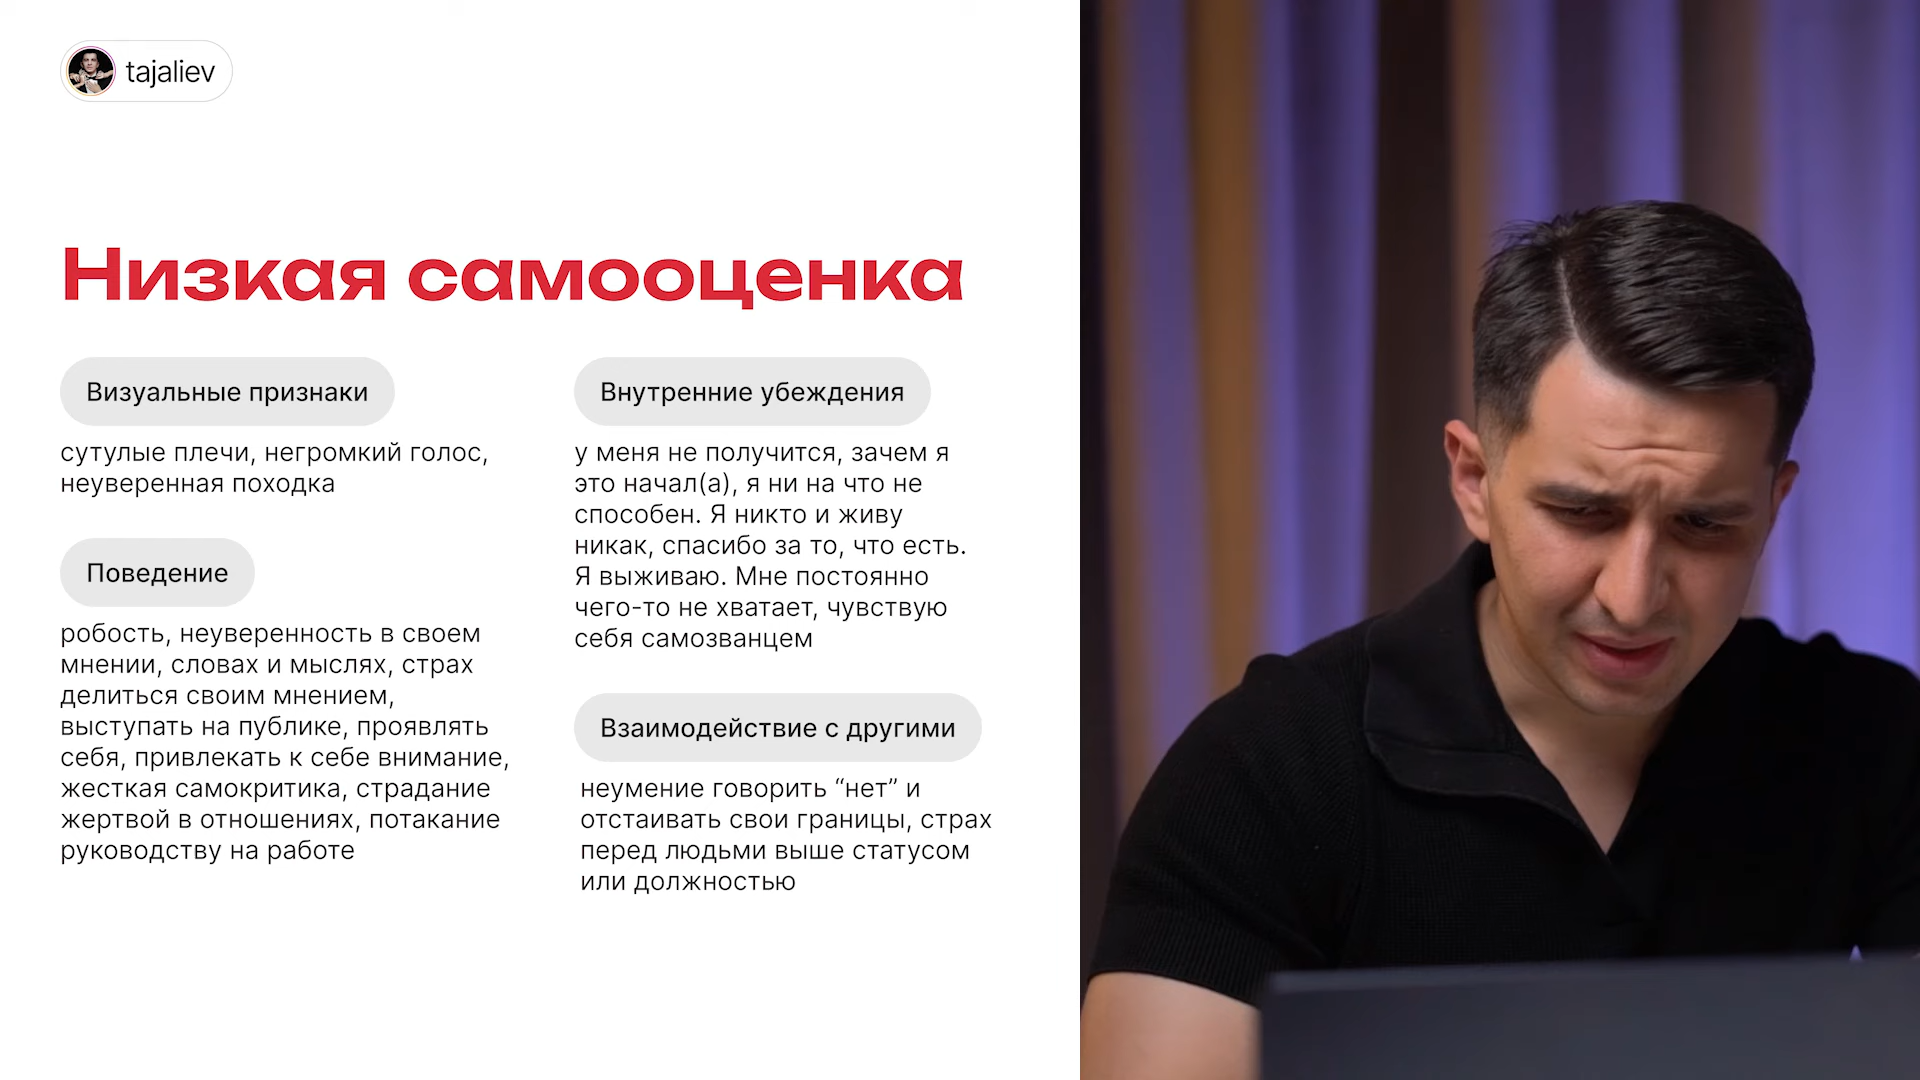 tajaliev
Низкая самооценка
Визуальные признаки
сутулые плечи, негромкий голос,
неуверенная походка
Поведение
робость, неуверенность в своем
мнении, словах и мыслях, страх
делиться своим мнением,
выступать на публике, проявлять
себя, привлекать к себе внимание,
жесткая самокритика, страдание
жертвой в отношениях, потакание
руководству на работе
Внутренние убеждения
у меня не получится, зачем я
это начал(а), я ни на что не
способен. Я никто и живу
никак, спасибо за то, что есть.
Я выживаю. Мне постоянно
чего-то не хватает, чувствую
себя самозванцем
Взаимодействие с другими
неумение говорить “нет” и
отстаивать свои границы, страх
перед людьми выше статусом
или должностью